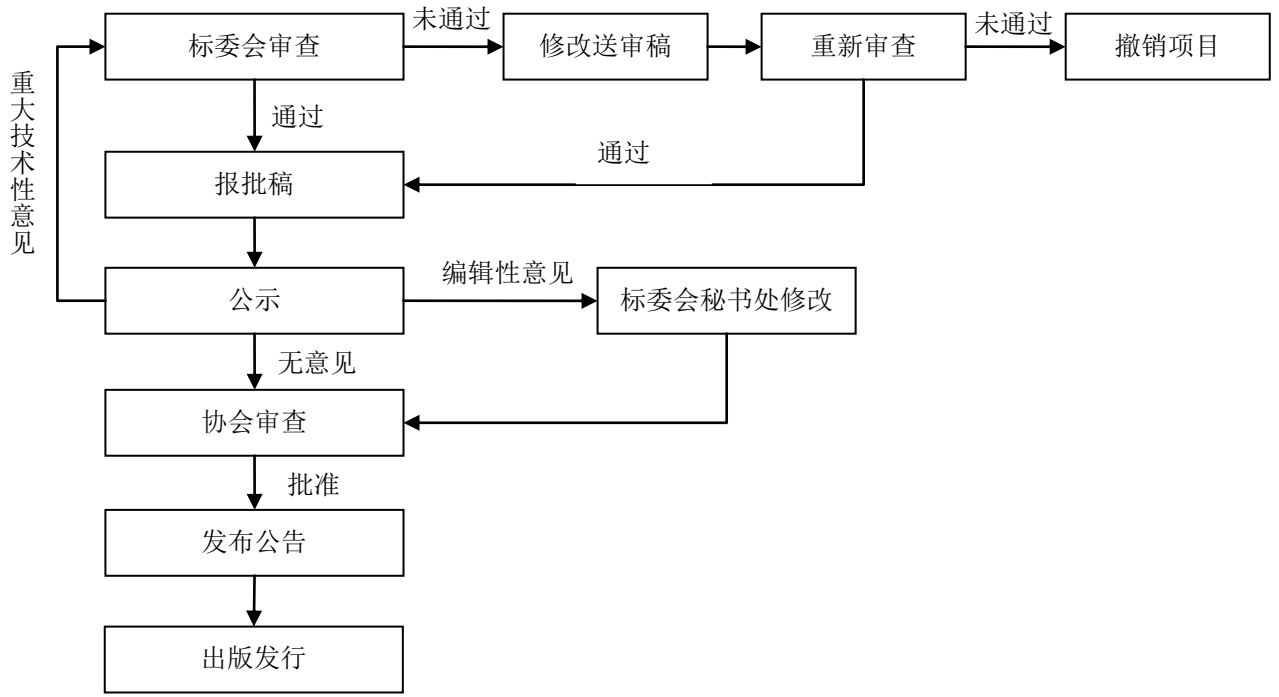 标委会审查
未通过
修改送审稿
重新审查
未通过
撤销项目
重大技术性意见
通过
通过
报批稿
公示
编辑性意见
标委会秘书处修改
无意见
协会审查
批准
发布公告
出版发行